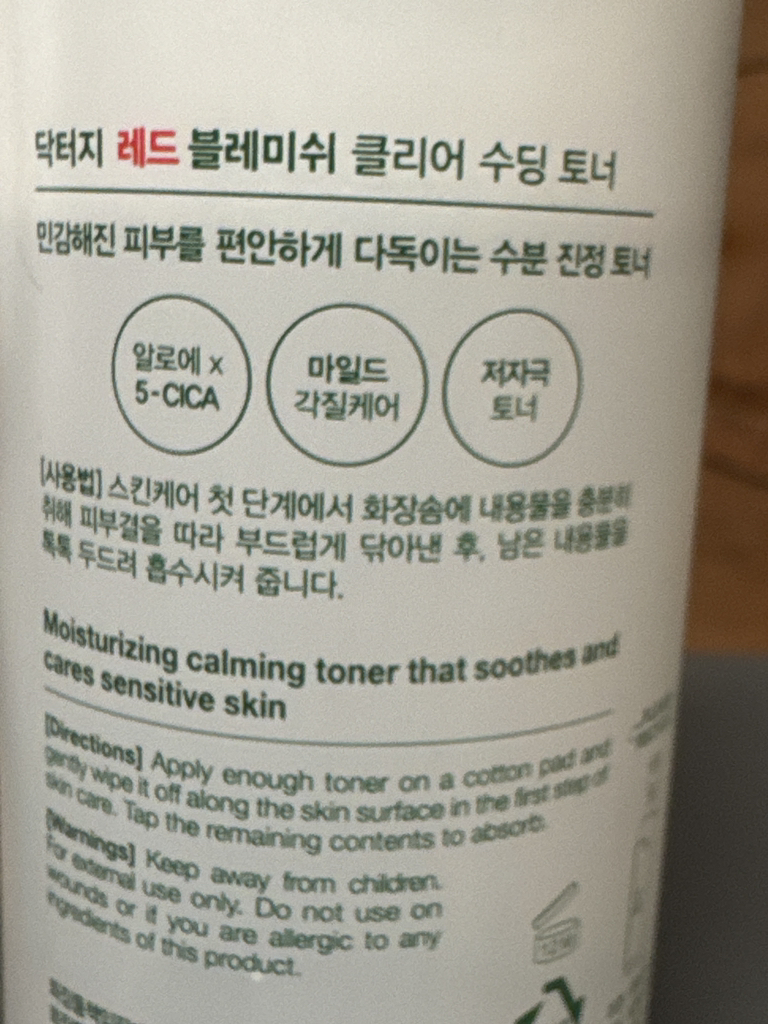 닥터지 레드 블레미쉬 클리어 수딩 토너
민감해진 피부를 편안하게 다독이는 수분 진정 토너
알로에 x
5-CICA
마일드
각질케어
저자극
토너
[사용법] 스킨케어 첫 단계에서 화장솜에 내용물을 충분히
취해 피부결을 따라 부드럽게 닦아낸 후, 남은 내용물을
톡톡 두드려 흡수시켜 줍니다.
Moisturizing calming toner that soothes and
cares sensitive skin
[Directions] Apply enough toner on a cotton pad and
gently wipe it off along the skin surface in the first step of
skin care. Tap the remaining contents to absorb.
[Warnings] Keep away from children.
For external use only. Do not use on
wounds or if you are allergic to any
ingredients of this product.